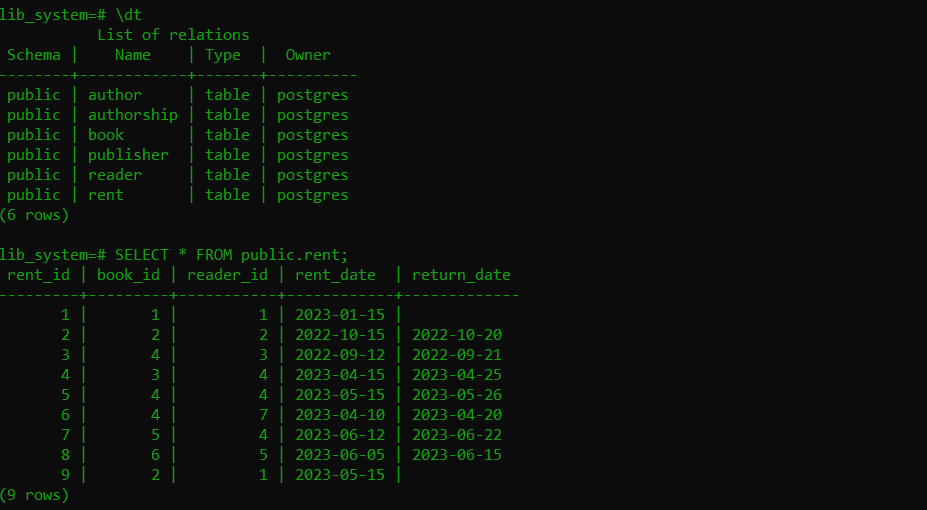 lib_system=# \dt
          List of relations
 Schema |    Name    | Type  |  Owner
--------+------------+-------+----------
 public | author     | table | postgres
 public | authorship | table | postgres
 public | book       | table | postgres
 public | publisher  | table | postgres
 public | reader     | table | postgres
 public | rent       | table | postgres
(6 rows)

lib_system=# SELECT * FROM public.rent;
 rent_id | book_id | reader_id | rent_date  | return_date
---------+---------+-----------+------------+-------------
       1 |       1 |         1 | 2023-01-15 |
       2 |       2 |         2 | 2022-10-15 | 2022-10-20
       3 |       4 |         3 | 2022-09-12 | 2022-09-21
       4 |       3 |         4 | 2023-04-15 | 2023-04-25
       5 |       4 |         4 | 2023-05-15 | 2023-05-26
       6 |       4 |         7 | 2023-04-10 | 2023-04-20
       7 |       5 |         4 | 2023-06-12 | 2023-06-22
       8 |       6 |         5 | 2023-06-05 | 2023-06-15
       9 |       2 |         1 | 2023-05-15 |
(9 rows)